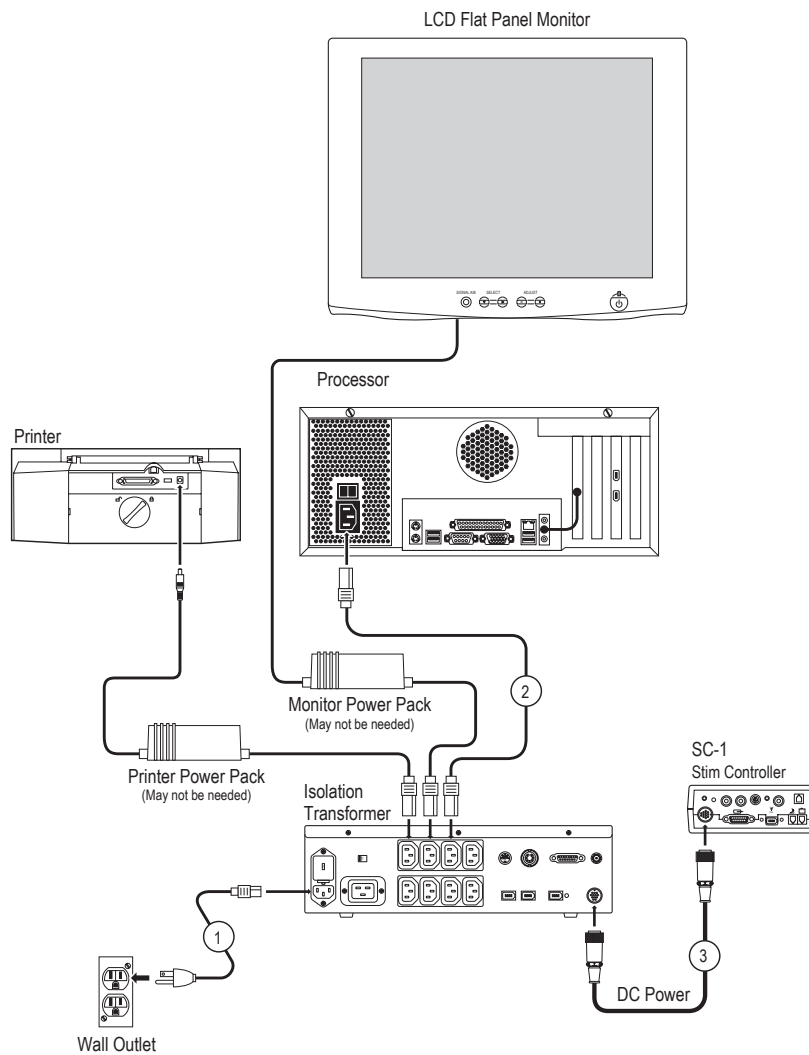 LCD Flat Panel Monitor
SIGNAL A/B SELECT ADJUST
Processor
Printer
2
Monitor Power Pack
(May not be needed)
Printer Power Pack
(May not be needed)
SC-1
Stim Controller
Isolation
Transformer
1
3
DC Power
Wall Outlet